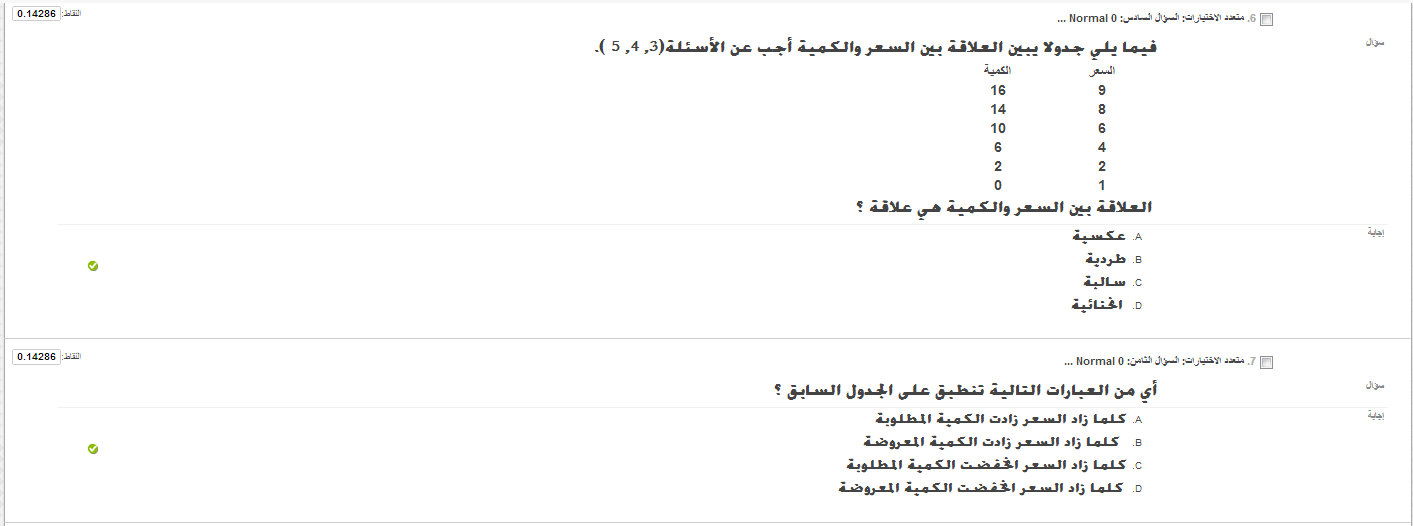 6. متعدد الاختيارات: السؤال السادس: Normal 0 ...
النقاط: 0.14286
سؤال
فيما يلي جدولا يبين العلاقة بين السعر والكمية أجب عن الأسئلة(3, 4, 5 ).
السعر الكمية
9 16
8 14
6 10
4 6
2 2
1 0
العلاقة بين السعر والكمية هي علاقة ؟
إجابة
A. عكسية
B. طردية
C. سالبة
D. انحنائية
7. متعدد الاختيارات: السؤال الثامن: Normal 0 ...
النقاط: 0.14286
سؤال
أي من العبارات التالية تنطبق على الجدول السابق ؟
إجابة
A. كلما زاد السعر زادت الكمية المطلوبة
B. كلما زاد السعر زادت الكمية المعروضة
C. كلما زاد السعر انخفضت الكمية المطلوبة
D. كلما زاد السعر انخفضت الكمية المعروضة